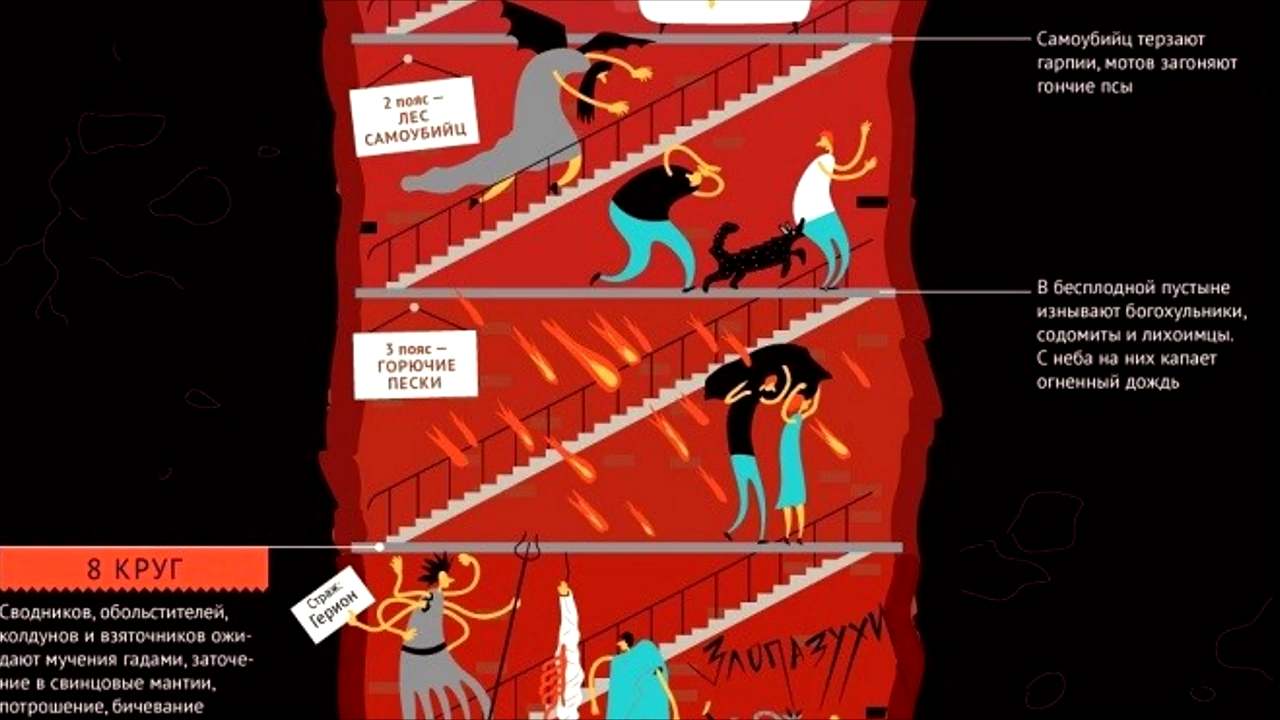 Самоубийц терзают
гарпии, мотов загоняют
гончие псы
2 пояс —
ЛЕС
САМОУБИЙЦ
В бесплодной пустыне
изнывают богохульники,
содомиты и лихоимцы.
С неба на них капает
огненный дождь
3 пояс —
ГОРЮЧИЕ
ПЕСКИ
8 КРУГ
Сводников, обольстителей,
колдунов и взяточников ожи-
дают мучения гадами, заточе-
ние в свинцовые мантии,
потрошение, бичевание
Страж:
Герион
ЗЛОПАЗУХИ